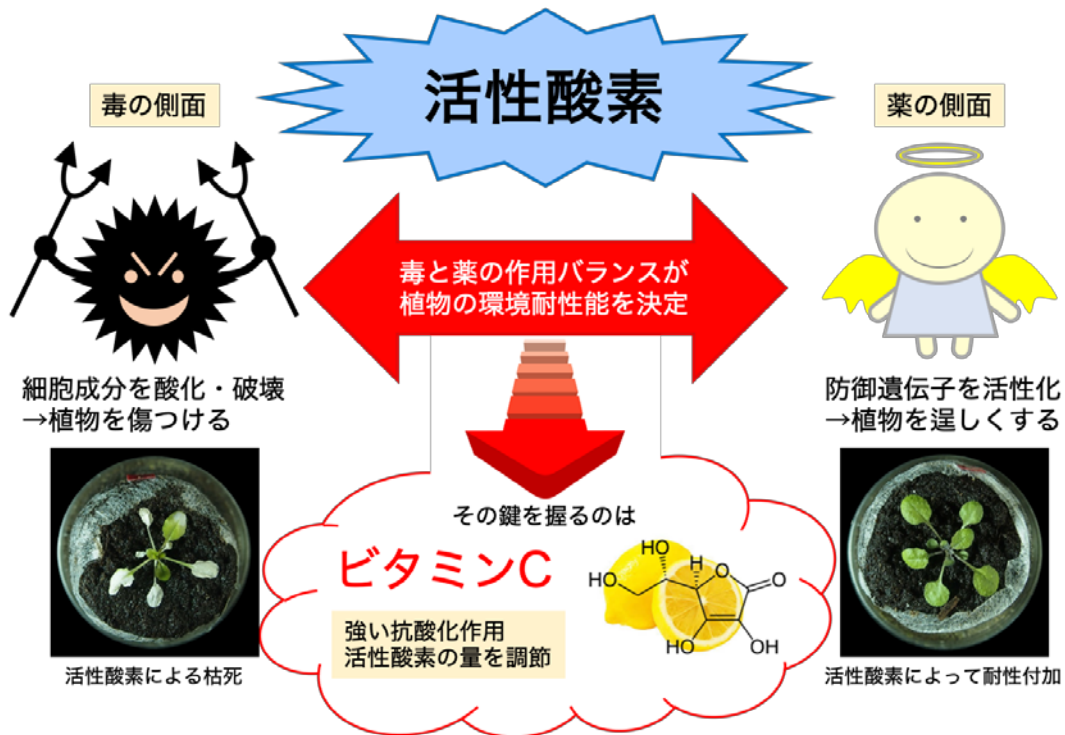 活性酸素
毒の側面
薬の側面
毒と薬の作用バランスが
植物の環境耐性能を決定
細胞成分を酸化・破壊
→植物を傷つける
防御遺伝子を活性化
→植物を逞しくする
活性酸素による枯死
その鍵を握るのは
ビタミンC
強い抗酸化作用
活性酸素の量を調節
HO
H
O
O
HO
HO
OH
活性酸素によって耐性付加